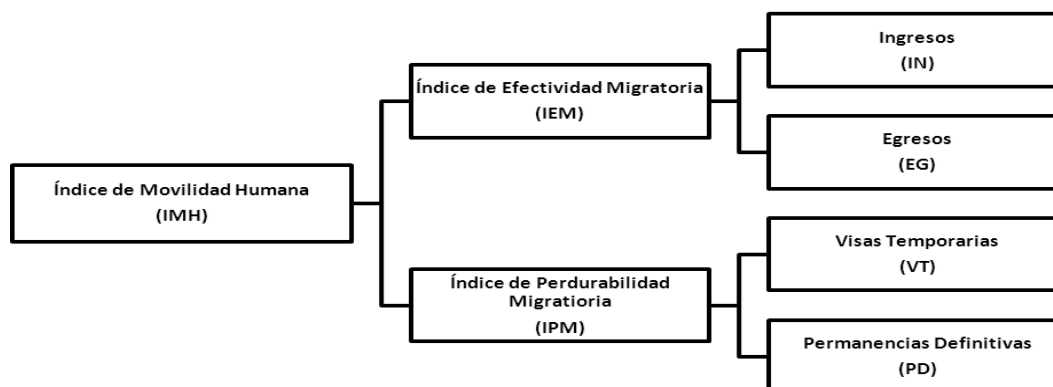 Índice de Movilidad Humana
(IMH)
Índice de Efectividad Migratoria
(IEM)
Ingresos
(IN)
Egresos
(EG)
Índice de Perdurabilidad
Migratioria
(IPM)
Visas Temporarias
(VT)
Permanencias Definitivas
(PD)